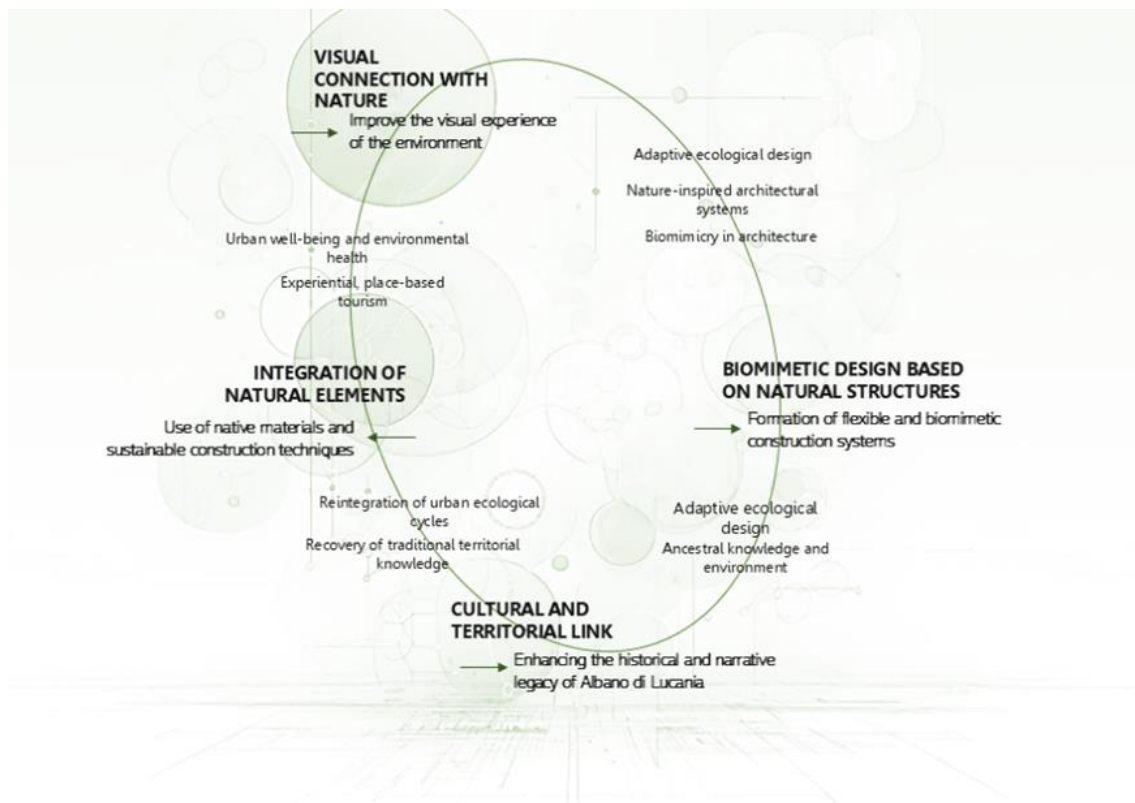 VISUAL
CONNECTION WITH
NATURE
Improve the visual experience
of the environment
Adaptive ecological design
Nature-inspired architectural
systems
Biomimicry in architecture
Urban well-being and environmental
health
Experiential, place-based
tourism
INTEGRATION OF
NATURAL ELEMENTS
Use of native materials and
sustainable construction techniques
BIOMIMETIC DESIGN BASED
ON NATURAL STRUCTURES
Formation of flexible and biomimetic
construction systems
Reintegration of urban ecological
cycles
Recovery of traditional territorial
knowledge
Adaptive ecological
design
Ancestral knowledge and
environment
CULTURAL AND
TERRITORIAL LINK
Enhancing the historical and narrative
legacy of Albano di Lucania